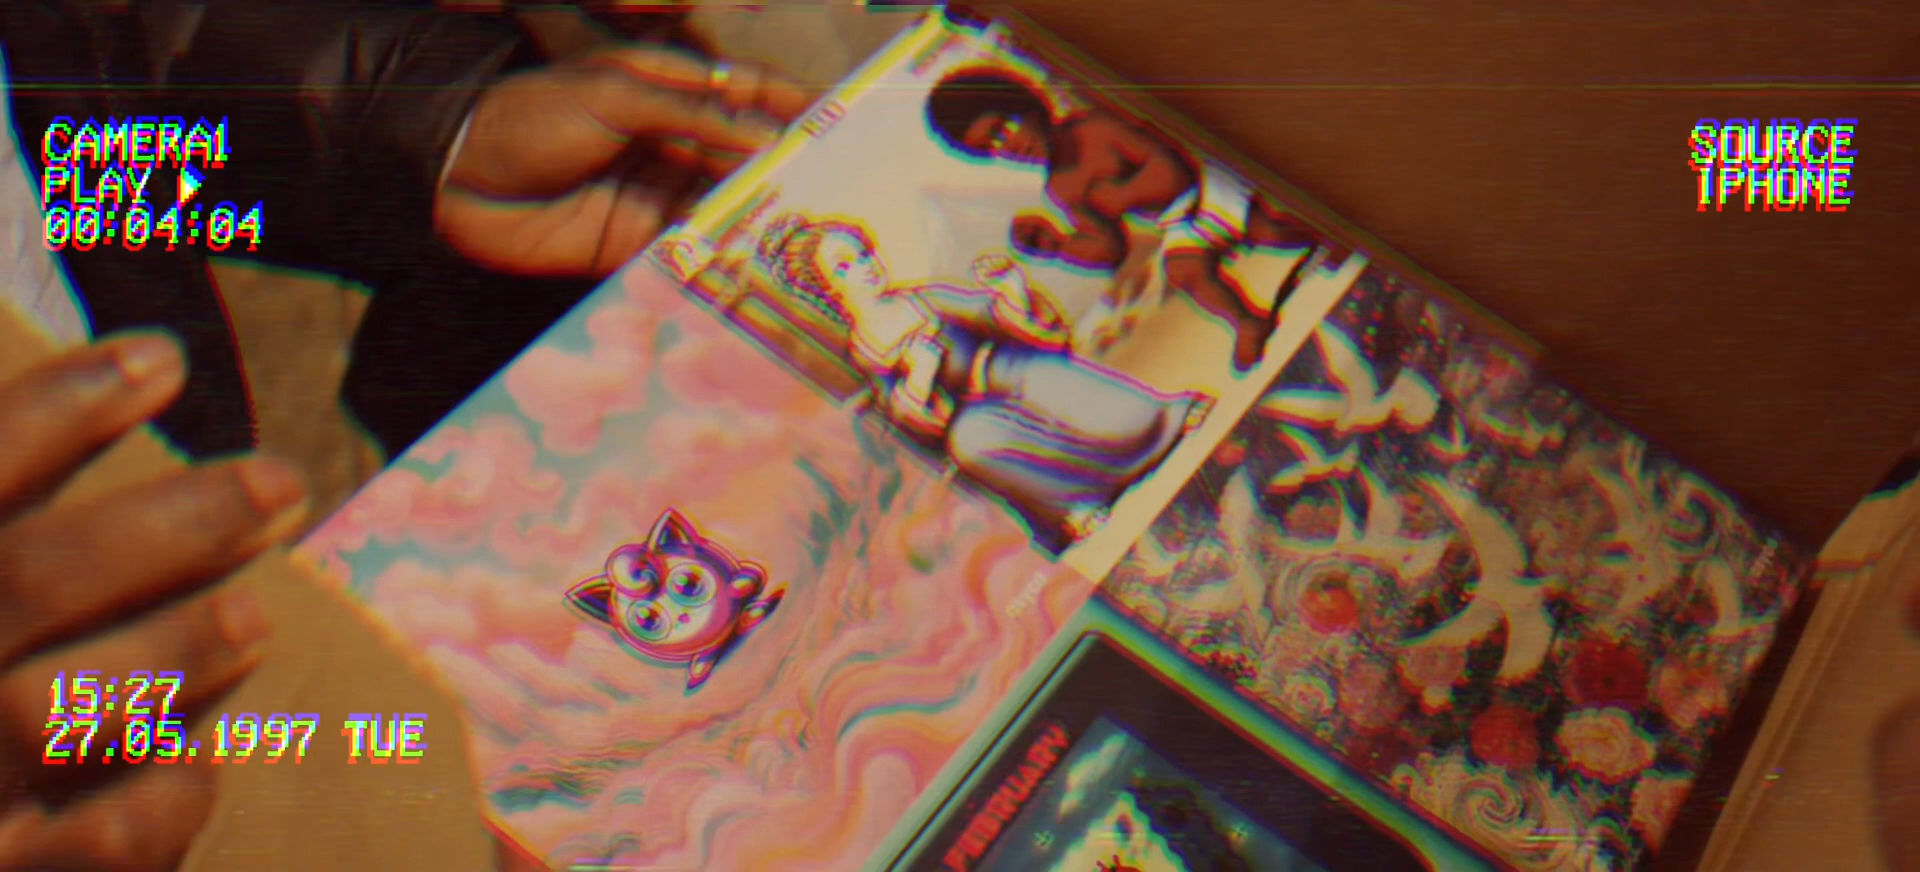 CAMERA1
PLAY
00:04:04
SOURCE
IPHONE
15:27
27.05.1997 TUE
FEBRUARY